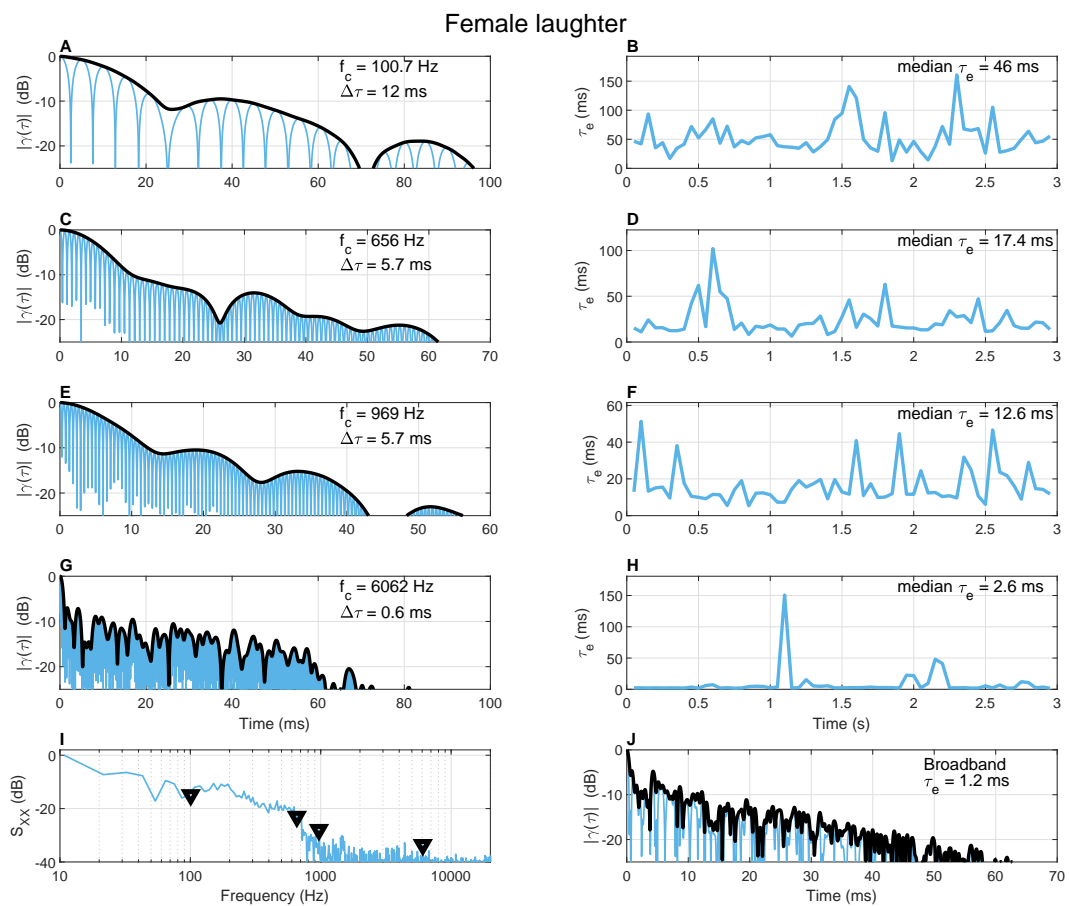 Female laughter
A
f_c = 100.7 Hz
Δτ = 12 ms
|γ(τ)| (dB)
0
-10
-20
0 20 40 60 80 100
B
median τ_e = 46 ms
τ_e (ms)
150
100
50
0
0 0.5 1 1.5 2 2.5 3
C
f_c = 656 Hz
Δτ = 5.7 ms
|γ(τ)| (dB)
0
-10
-20
0 10 20 30 40 50 60 70
D
median τ_e = 17.4 ms
τ_e (ms)
100
50
0
0 0.5 1 1.5 2 2.5 3
E
f_c = 969 Hz
Δτ = 5.7 ms
|γ(τ)| (dB)
0
-10
-20
0 10 20 30 40 50 60
F
median τ_e = 12.6 ms
τ_e (ms)
60
40
20
0
0 0.5 1 1.5 2 2.5 3
G
f_c = 6062 Hz
Δτ = 0.6 ms
|γ(τ)| (dB)
0
-10
-20
0 20 40 60 80 100
Time (ms)
H
median τ_e = 2.6 ms
τ_e (ms)
150
100
50
0
0 0.5 1 1.5 2 2.5 3
Time (s)
I
S_XX (dB)
0
-20
-40
10 100 1000 10000
Frequency (Hz)
J
Broadband
τ_e = 1.2 ms
|γ(τ)| (dB)
0
-10
-20
0 10 20 30 40 50 60 70
Time (ms)